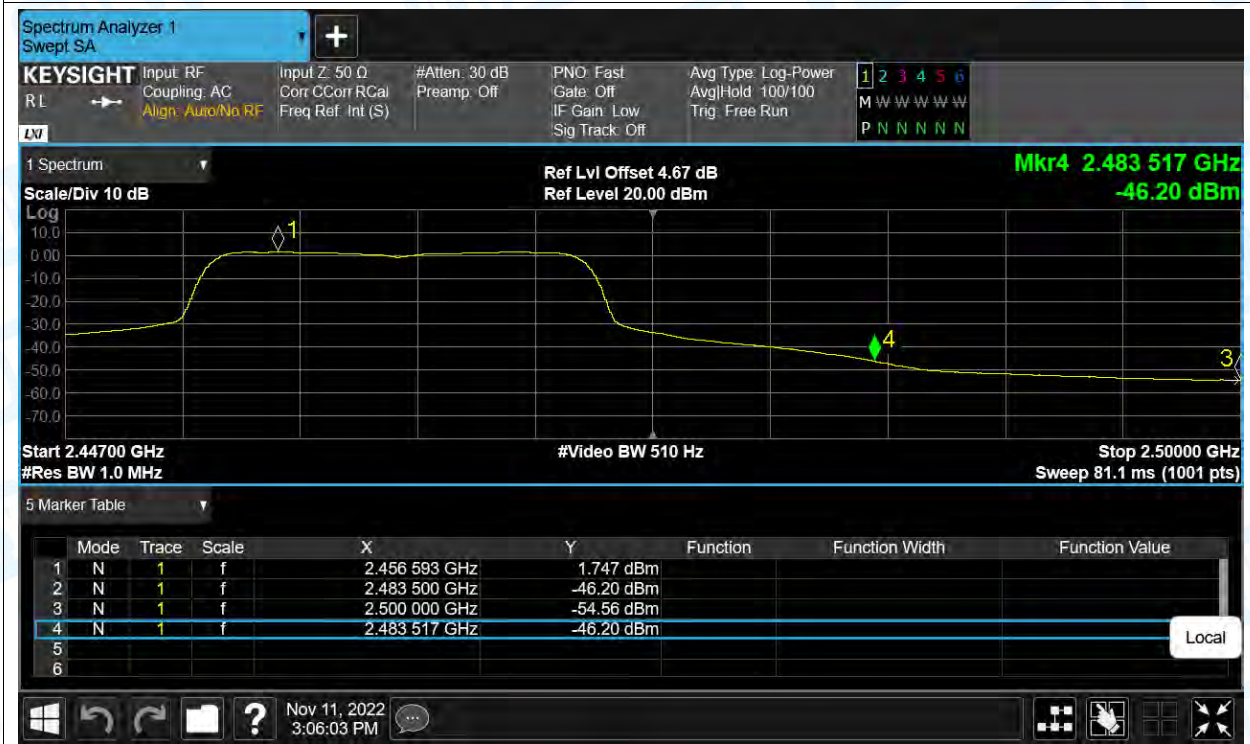 Spectrum Analyzer 1
Swept SA
+
KEYSIGHT Input: RF Input Z: 50 Ω #Atten: 30 dB PNO: Fast Avg Type: Log-Power 1 2 3 4 5 6
RL Coupling: AC Corr CCorr RCal Preamp: Off Gate: Off Avg|Hold: 100/100 M W W W W W
Align: Auto/No RF Freq Ref: Int (S) IF Gain: Low Trig: Free Run
LXI Sig Track: Off P N N N N N
1 Spectrum Ref Lvl Offset 4.67 dB Mkr4 2.483 517 GHz
Scale/Div 10 dB Ref Level 20.00 dBm -46.20 dBm
Log
10.0
0.00
-10.0
-20.0
-30.0
-40.0
-50.0
-60.0
-70.0
1
4
3
Start 2.44700 GHz #Video BW 510 Hz Stop 2.50000 GHz
#Res BW 1.0 MHz Sweep 81.1 ms (1001 pts)
5 Marker Table
Mode Trace Scale X Y Function Function Width Function Value
1 N 1 f 2.456 593 GHz 1.747 dBm
2 N 1 f 2.483 500 GHz -46.20 dBm
3 N 1 f 2.500 000 GHz -54.56 dBm
4 N 1 f 2.483 517 GHz -46.20 dBm
5
6
Local
? Nov 11, 2022
3:06:03 PM